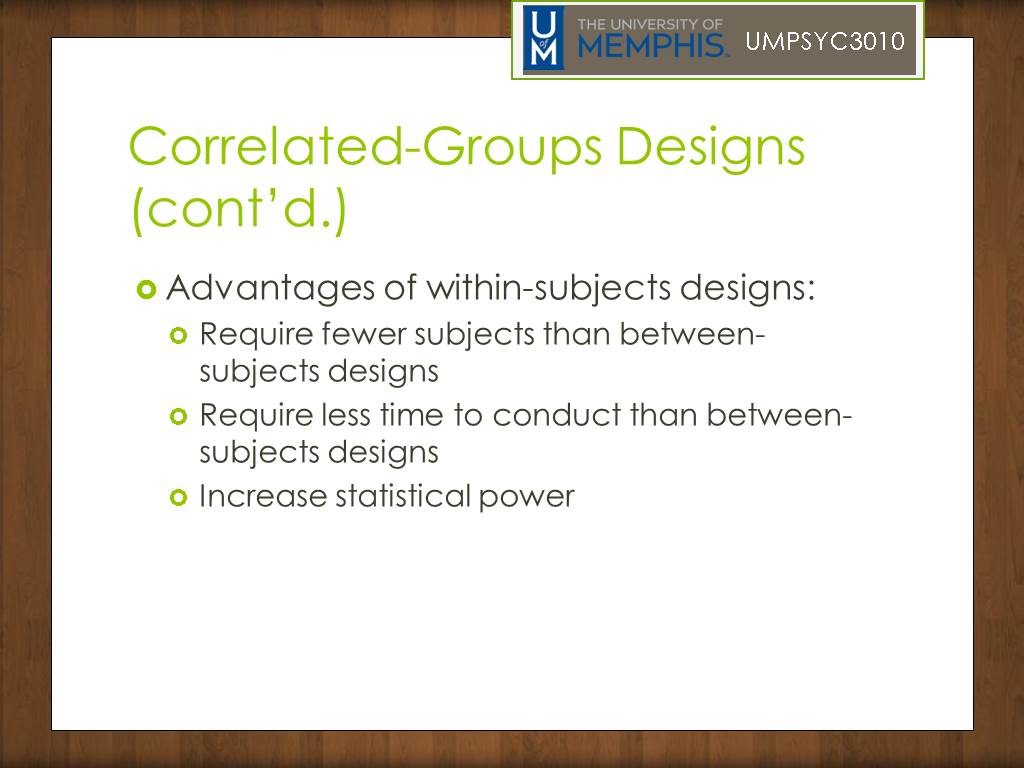 THE UNIVERSITY OF
MEMPHIS.
UofM
UMPSYC3010
Correlated-Groups Designs
(cont’d.)
Advantages of within-subjects designs:
Require fewer subjects than between-
subjects designs
Require less time to conduct than between-
subjects designs
Increase statistical power